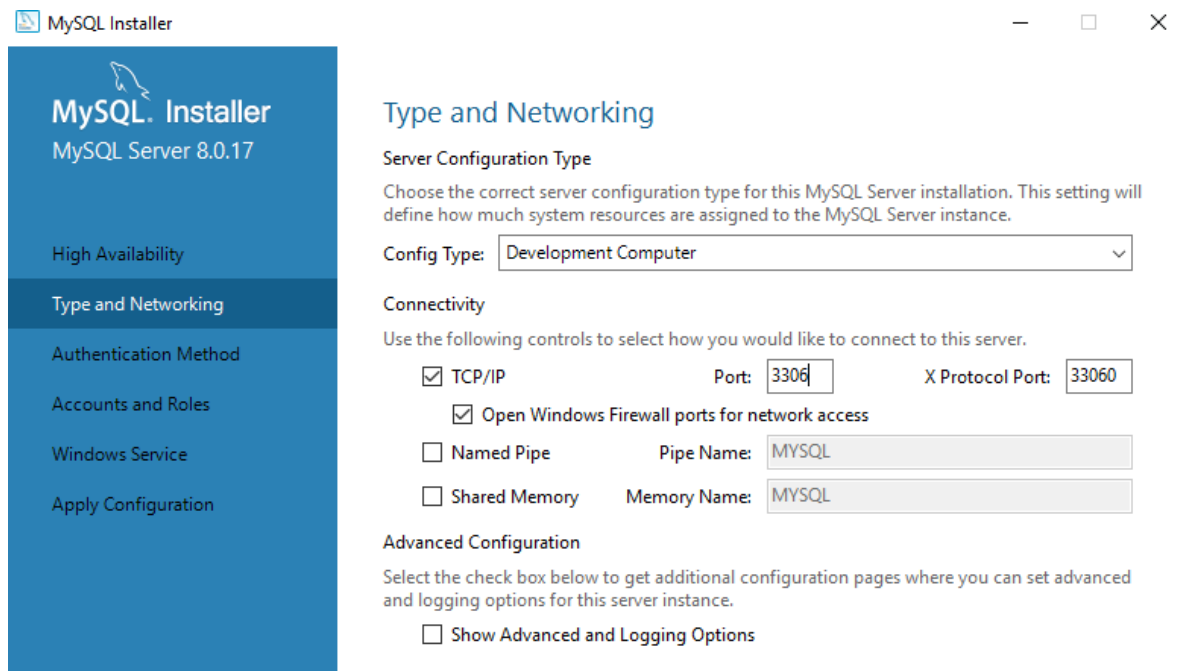 MySQL Installer
MySQL. Installer
MySQL Server 8.0.17
High Availability
Type and Networking
Authentication Method
Accounts and Roles
Windows Service
Apply Configuration
Type and Networking
Server Configuration Type
Choose the correct server configuration type for this MySQL Server installation. This setting will
define how much system resources are assigned to the MySQL Server instance.
Config Type: Development Computer
Connectivity
Use the following controls to select how you would like to connect to this server.
TCP/IP Port: 3306 X Protocol Port: 33060
Open Windows Firewall ports for network access
Named Pipe Pipe Name: MYSQL
Shared Memory Memory Name: MYSQL
Advanced Configuration
Select the check box below to get additional configuration pages where you can set advanced
and logging options for this server instance.
Show Advanced and Logging Options